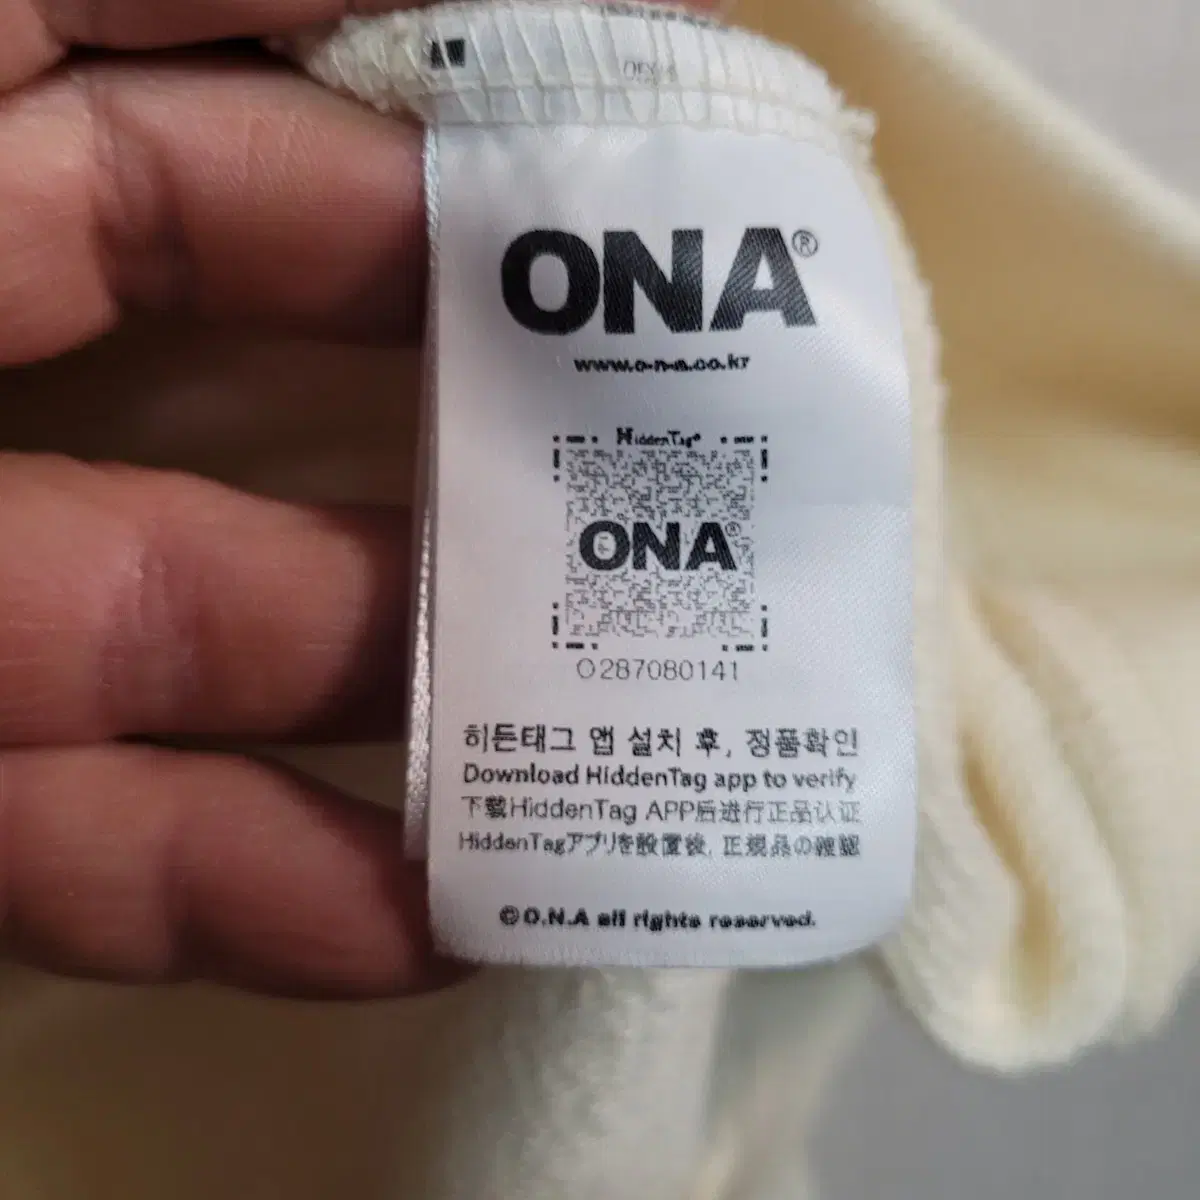 ONA®
www.o-n-a.co.kr
HiddenTag®
ONA®
O287080141
히든태그 앱 설치 후, 정품확인
Download HiddenTag app to verify
下载HiddenTag APP后进行正品认证
HiddenTagアプリを設置後, 正規品の確認
©O.N.A all rights reserved.